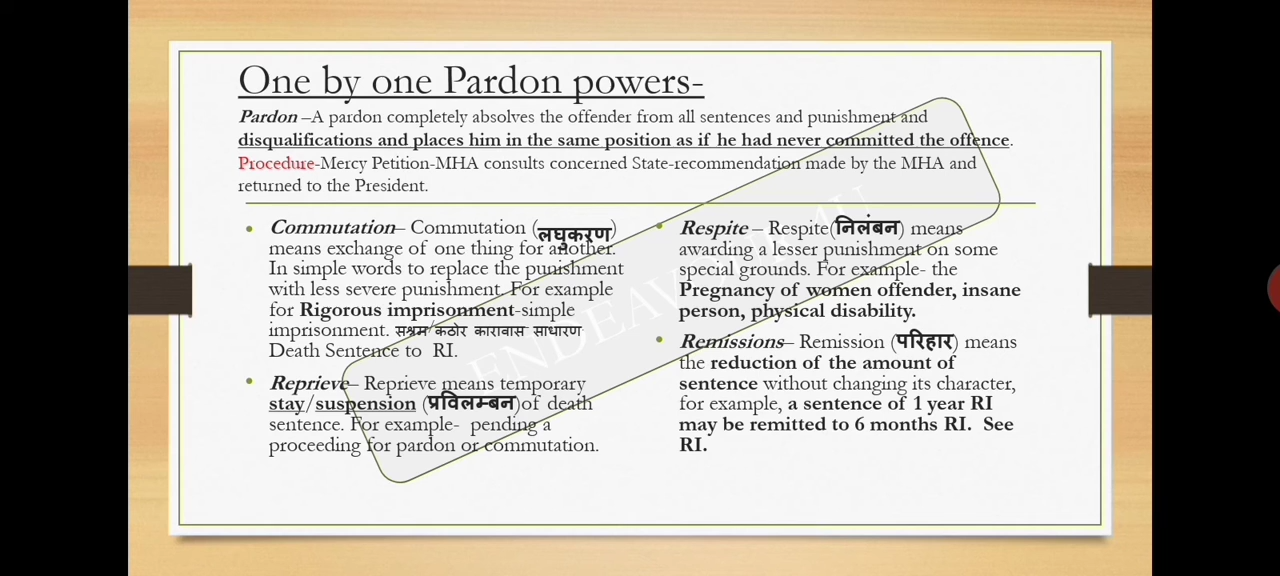 One by one Pardon powers-
Pardon –A pardon completely absolves the offender from all sentences and punishment and
disqualifications and places him in the same position as if he had never committed the offence.
Procedure-Mercy Petition-MHA consults concerned State-recommendation made by the MHA and
returned to the President.
Commutation– Commutation (लघुकरण)
means exchange of one thing for another.
In simple words to replace the punishment
with less severe punishment. For example
for Rigorous imprisonment-simple
imprisonment. सश्रम/कठोर कारावास साधारण
Death Sentence to RI.
Reprieve– Reprieve means temporary
stay/suspension (प्रविलम्बन)of death
sentence. For example- pending a
proceeding for pardon or commutation.
Respite – Respite(निलंबन) means
awarding a lesser punishment on some
special grounds. For example- the
Pregnancy of women offender, insane
person, physical disability.
Remissions– Remission (परिहार) means
the reduction of the amount of
sentence without changing its character,
for example, a sentence of 1 year RI
may be remitted to 6 months RI. See
RI.